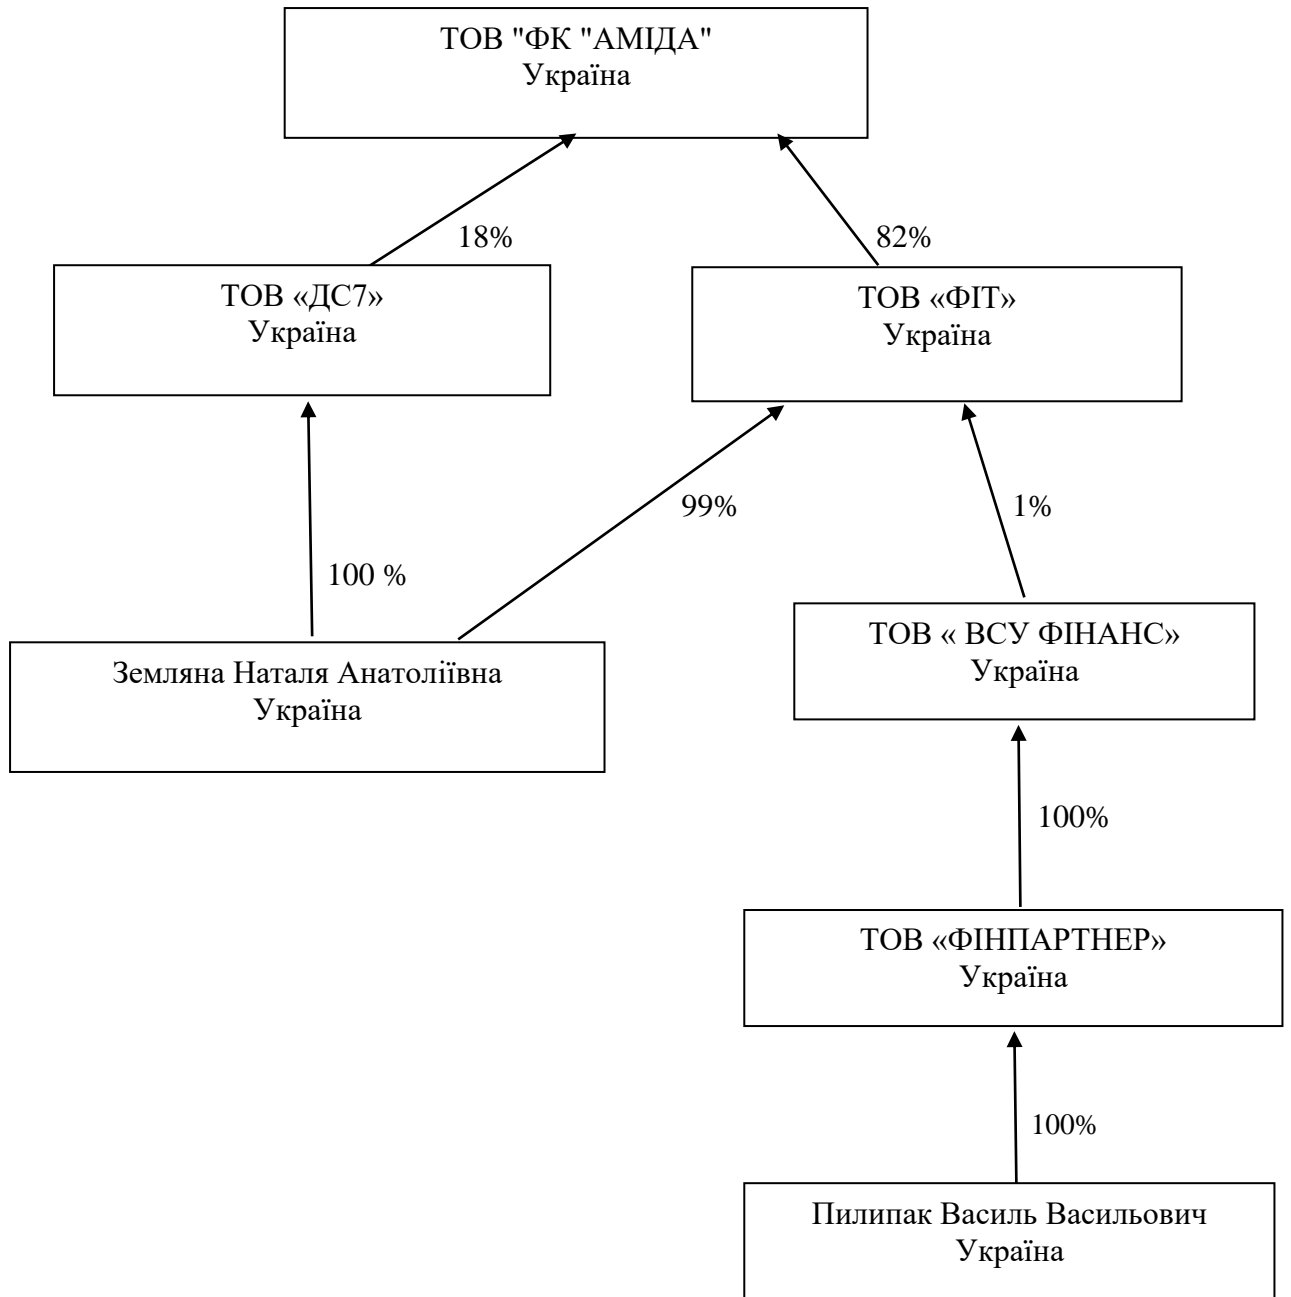 ТОВ "ФК "АМІДА"
Україна
18%
82%
ТОВ «ДС7»
Україна
ТОВ «ФІТ»
Україна
99%
1%
100 %
ТОВ « ВСУ ФІНАНС»
Україна
Земляна Наталя Анатоліївна
Україна
100%
ТОВ «ФІНПАРТНЕР»
Україна
100%
Пилипак Василь Васильович
Україна